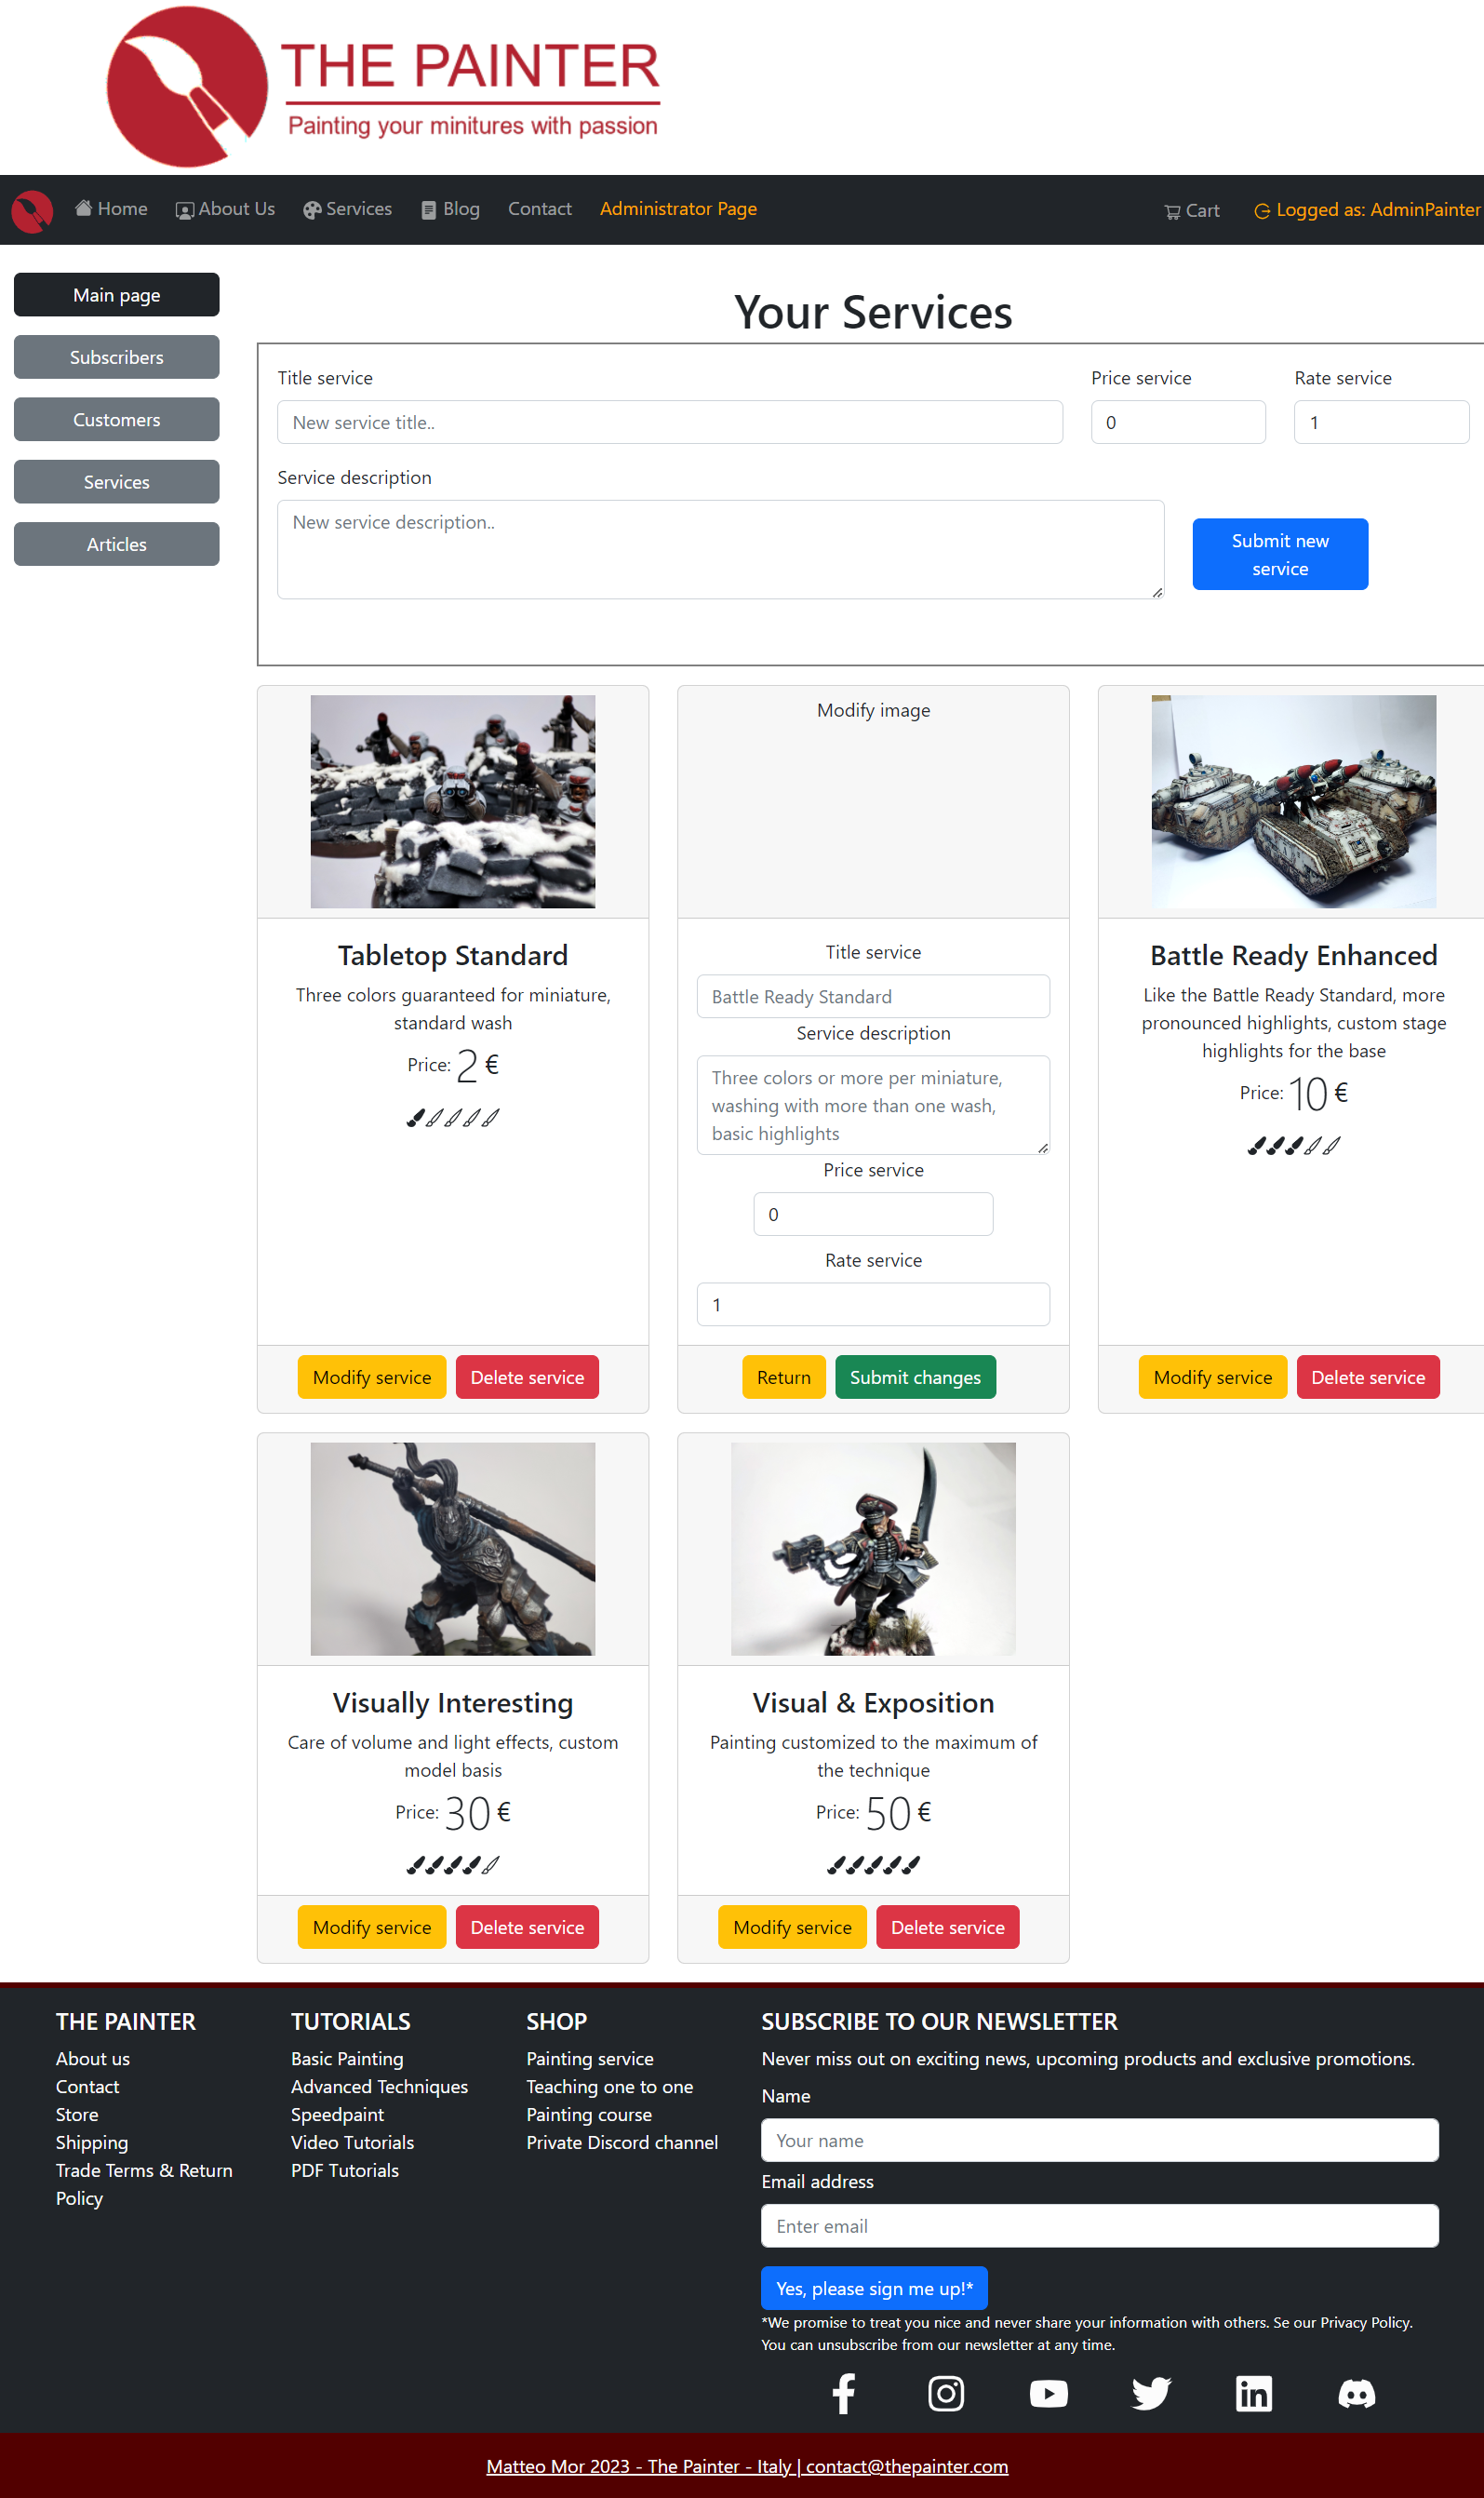 THE PAINTER
Painting your minitures with passion
Home About Us Services Blog Contact Administrator Page Cart Logged as: AdminPainter
Main page
Subscribers
Customers
Services
Articles
Your Services
Title service Price service Rate service
New service title.. 0 1
Service description
New service description..
Submit new
service
Tabletop Standard
Three colors guaranteed for miniature,
standard wash
Price: 2 €
Modify service Delete service
Modify image
Title service
Battle Ready Standard
Service description
Three colors or more per miniature,
washing with more than one wash,
basic highlights
Price service
0
Rate service
1
Return Submit changes
Battle Ready Enhanced
Like the Battle Ready Standard, more
pronounced highlights, custom stage
highlights for the base
Price: 10 €
Modify service Delete service
Visually Interesting
Care of volume and light effects, custom
model basis
Price: 30 €
Modify service Delete service
Visual & Exposition
Painting customized to the maximum of
the technique
Price: 50 €
Modify service Delete service
THE PAINTER
About us
Contact
Store
Shipping
Trade Terms & Return
Policy
TUTORIALS
Basic Painting
Advanced Techniques
Speedpaint
Video Tutorials
PDF Tutorials
SHOP
Painting service
Teaching one to one
Painting course
Private Discord channel
SUBSCRIBE TO OUR NEWSLETTER
Never miss out on exciting news, upcoming products and exclusive promotions.
Name
Your name
Email address
Enter email
Yes, please sign me up!*
*We promise to treat you nice and never share your information with others. Se our Privacy Policy.
You can unsubscribe from our newsletter at any time.
Matteo Mor 2023 - The Painter - Italy | contact@thepainter.com